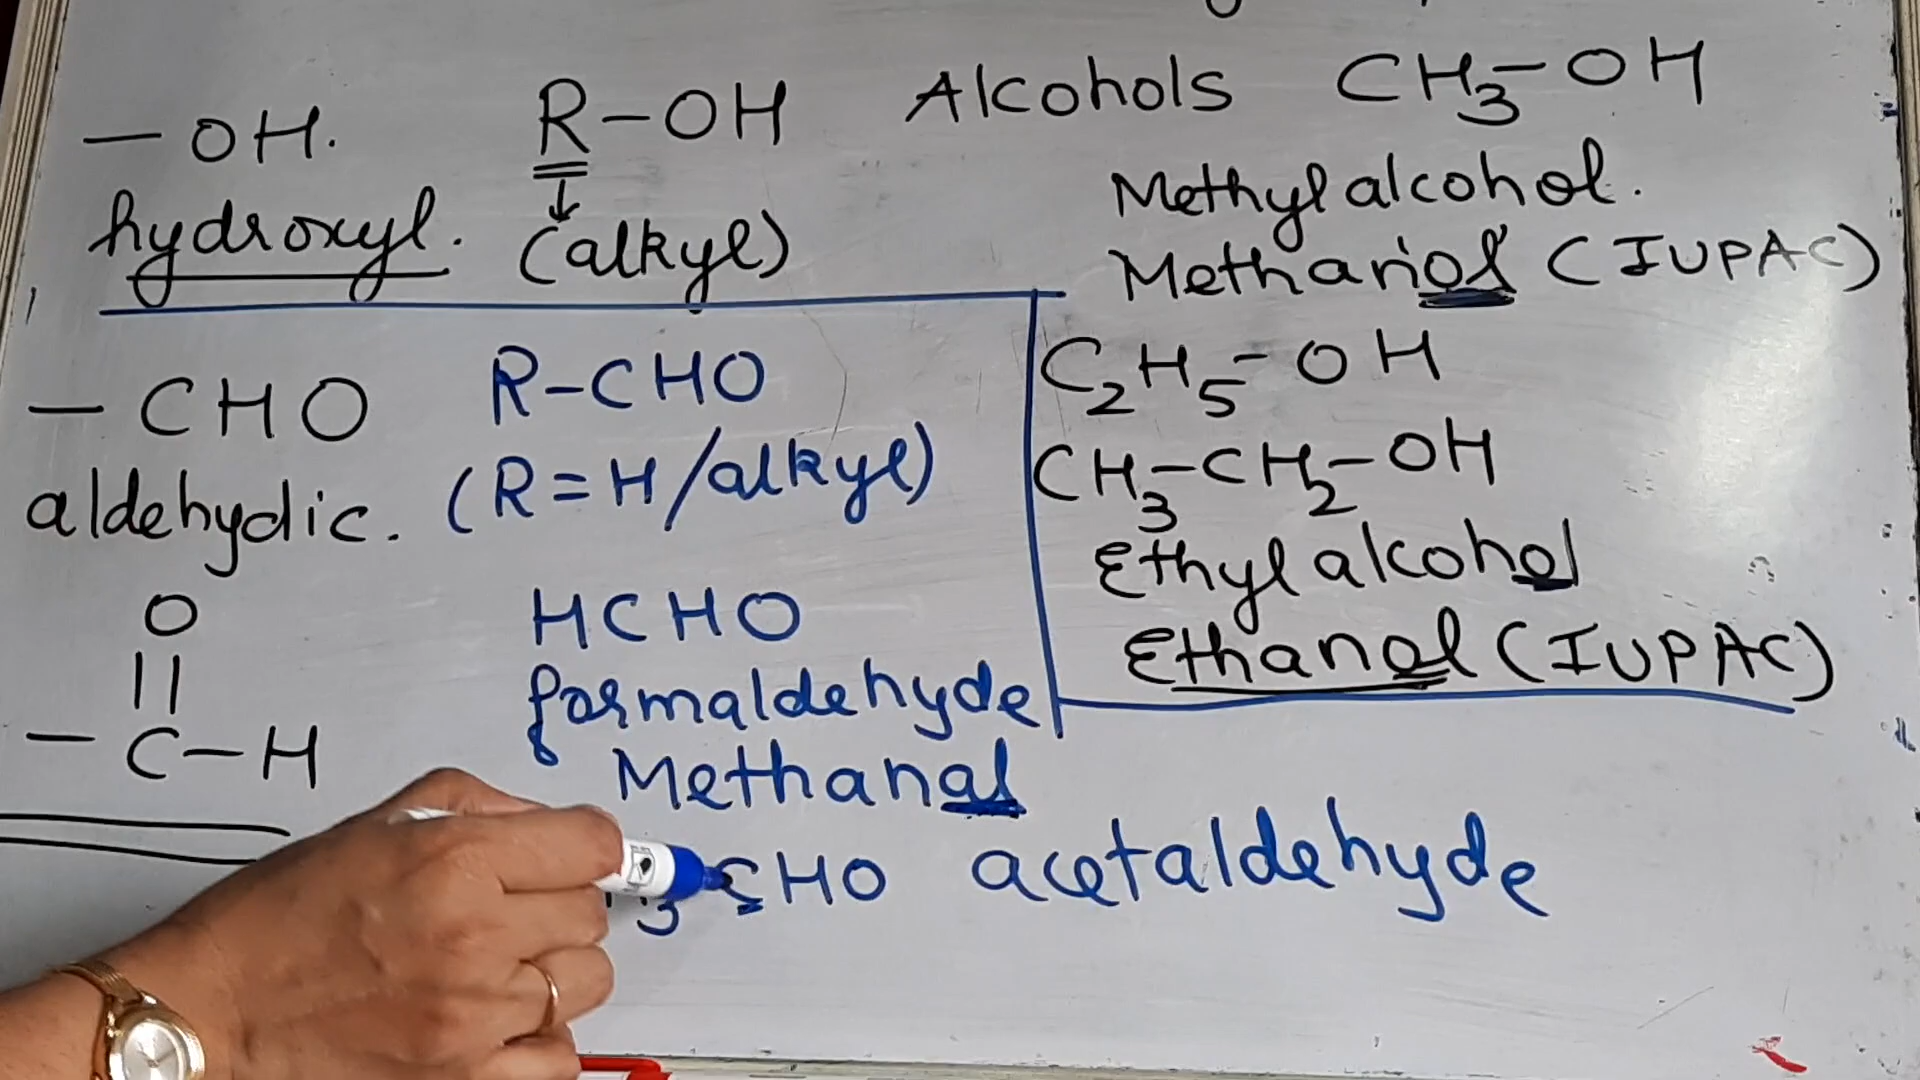 —OH. R—OH Alcohols CH₃—OH
hydroxyl. (alkyl)
Methyl alcohol.
Methanol (IUPAC)
C₂H₅—OH
CH₃—CH₂—OH
Ethyl alcohol
Ethanol (IUPAC)
—CHO R—CHO
aldehydic. (R=H/alkyl)
O
||
—C—H
HCHO
formaldehyde
Methanal
CHO acetaldehyde